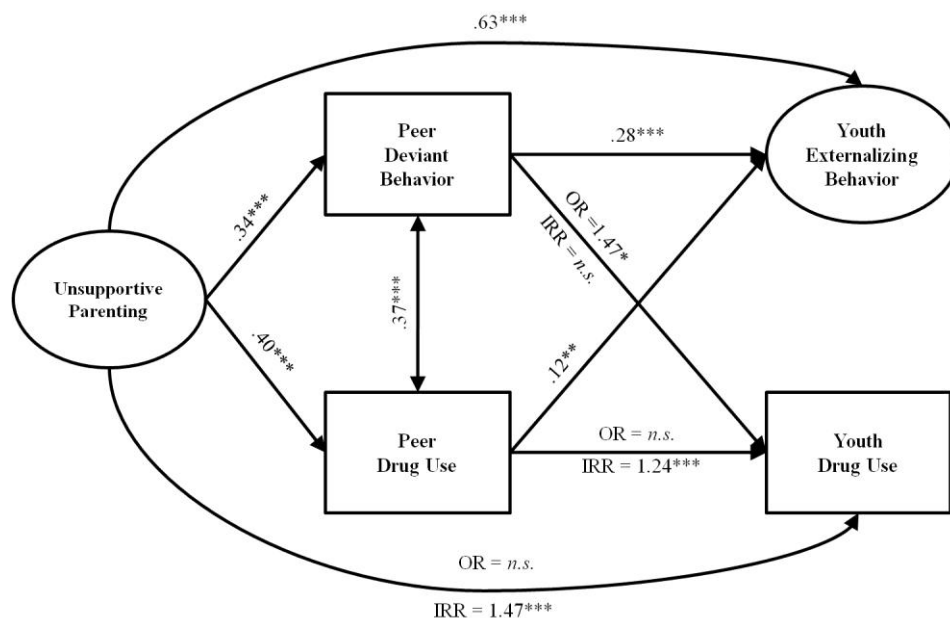 .63***
Peer
Deviant
Behavior
.28***
Youth
Externalizing
Behavior
.34***
OR =1.47*
IRR = n.s.
Unsupportive
Parenting
.37***
.40***
.12**
Peer
Drug Use
OR = n.s.
IRR = 1.24***
Youth
Drug Use
OR = n.s.
IRR = 1.47***